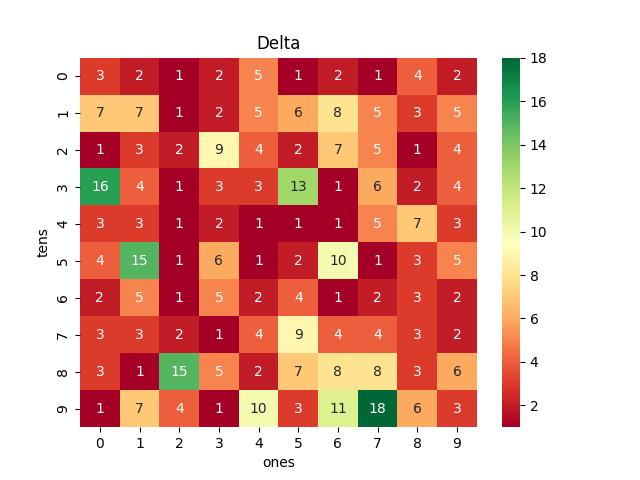 Delta
0 3 2 1 2 5 1 2 1 4 2
1 7 7 1 2 5 6 8 5 3 5
2 1 3 2 9 4 2 7 5 1 4
3 16 4 1 3 3 13 1 6 2 4
4 3 3 1 2 1 1 1 5 7 3
5 4 15 1 6 1 2 10 1 3 5
6 2 5 1 5 2 4 1 2 3 2
7 3 3 2 1 4 9 4 4 3 2
8 3 1 15 5 2 7 8 8 3 6
9 1 7 4 1 10 3 11 18 6 3
0 1 2 3 4 5 6 7 8 9
ones
tens
18
16
14
12
10
8
6
4
2